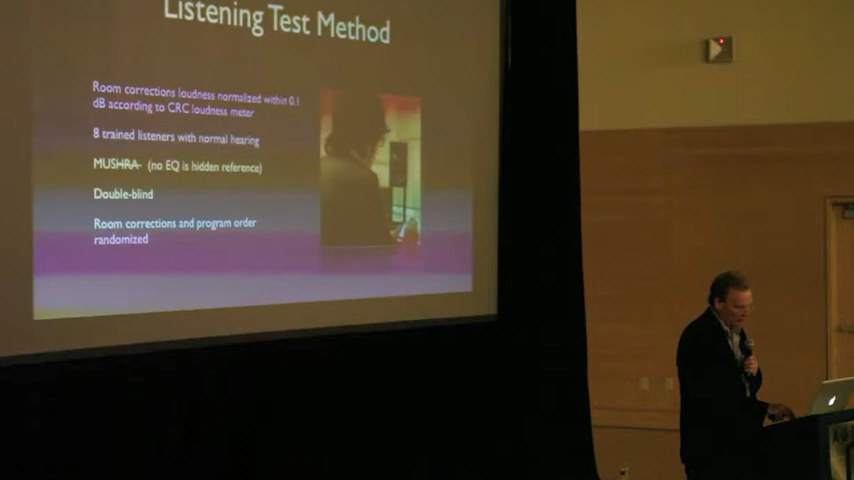 Listening Test Method
Room corrections loudness normalized within 0.1
dB according to CRC loudness meter
8 trained listeners with normal hearing
MUSHRA (no EQ is hidden reference)
Double-blind
Room corrections and program order
randomized
AU